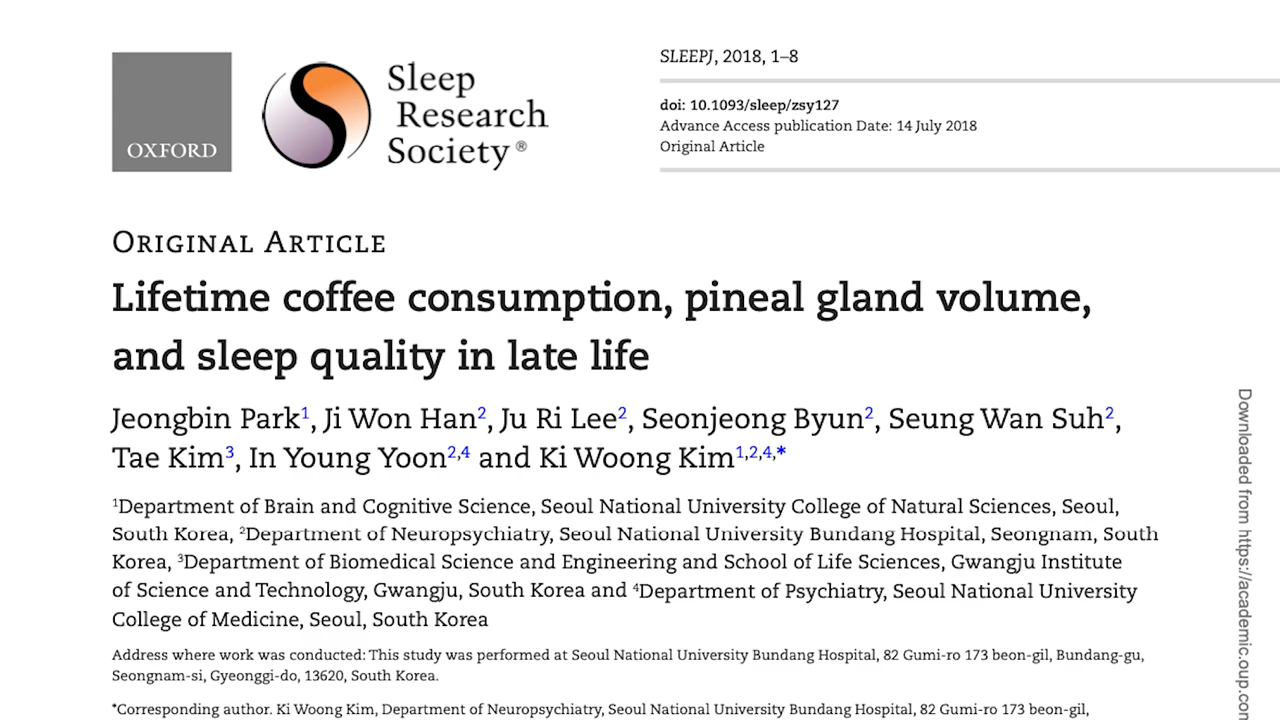 OXFORD
Sleep
Research
Society®
SLEEPJ, 2018, 1–8
doi: 10.1093/sleep/zsy127
Advance Access publication Date: 14 July 2018
Original Article
Original Article
Lifetime coffee consumption, pineal gland volume,
and sleep quality in late life
Jeongbin Park1, Ji Won Han2, Ju Ri Lee2, Seonjeong Byun2, Seung Wan Suh2,
Tae Kim3, In Young Yoon2,4 and Ki Woong Kim1,2,4,*
1Department of Brain and Cognitive Science, Seoul National University College of Natural Sciences, Seoul,
South Korea, 2Department of Neuropsychiatry, Seoul National University Bundang Hospital, Seongnam, South
Korea, 3Department of Biomedical Science and Engineering and School of Life Sciences, Gwangju Institute
of Science and Technology, Gwangju, South Korea and 4Department of Psychiatry, Seoul National University
College of Medicine, Seoul, South Korea
Address where work was conducted: This study was performed at Seoul National University Bundang Hospital, 82 Gumi-ro 173 beon-gil, Bundang-gu,
Seongnam-si, Gyeonggi-do, 13620, South Korea.
*Corresponding author. Ki Woong Kim, Department of Neuropsychiatry, Seoul National University Bundang Hospital, 82 Gumi-ro 173 beon-gil,
Downloaded from https://academic.oup.com